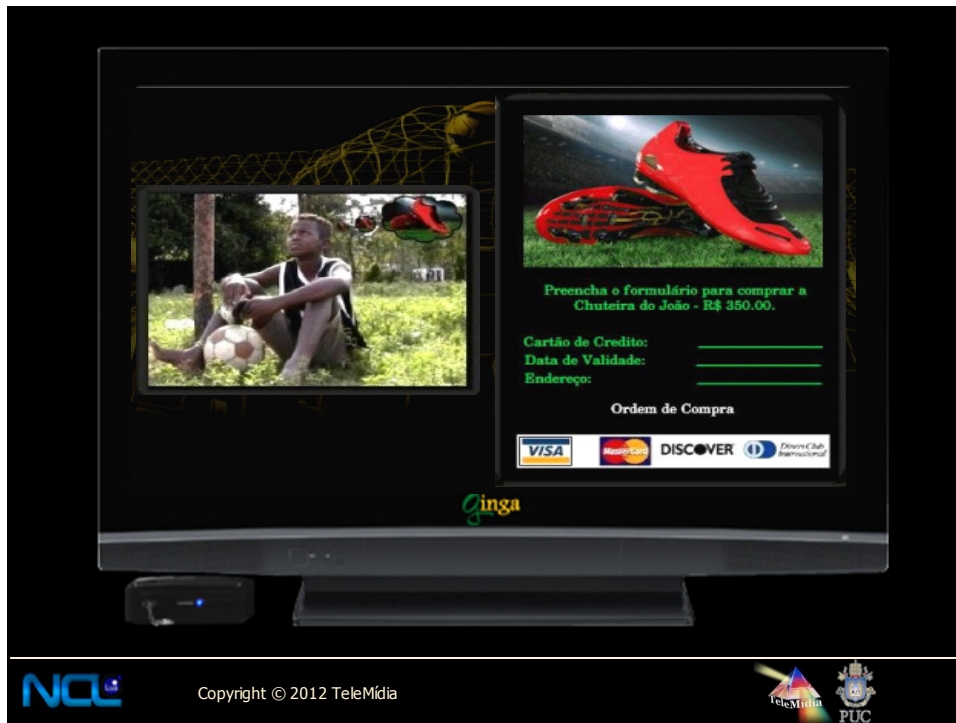 Preencha o formulário para comprar a
Chuteira do João - R$ 350.00.
Cartão de Credito:
Data de Validade:
Endereço:
Ordem de Compra
VISA MasterCard DISCOVER Diners Club
International
Ginga
NCL Lua
Copyright © 2012 TeleMídia
TeleMídia
PUC